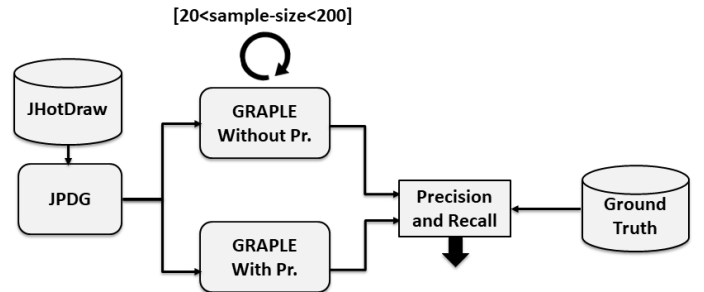 [20<sample-size<200]
JHotDraw
GRAPLE
Without Pr.
JPDG
Precision
and Recall
Ground
Truth
GRAPLE
With Pr.